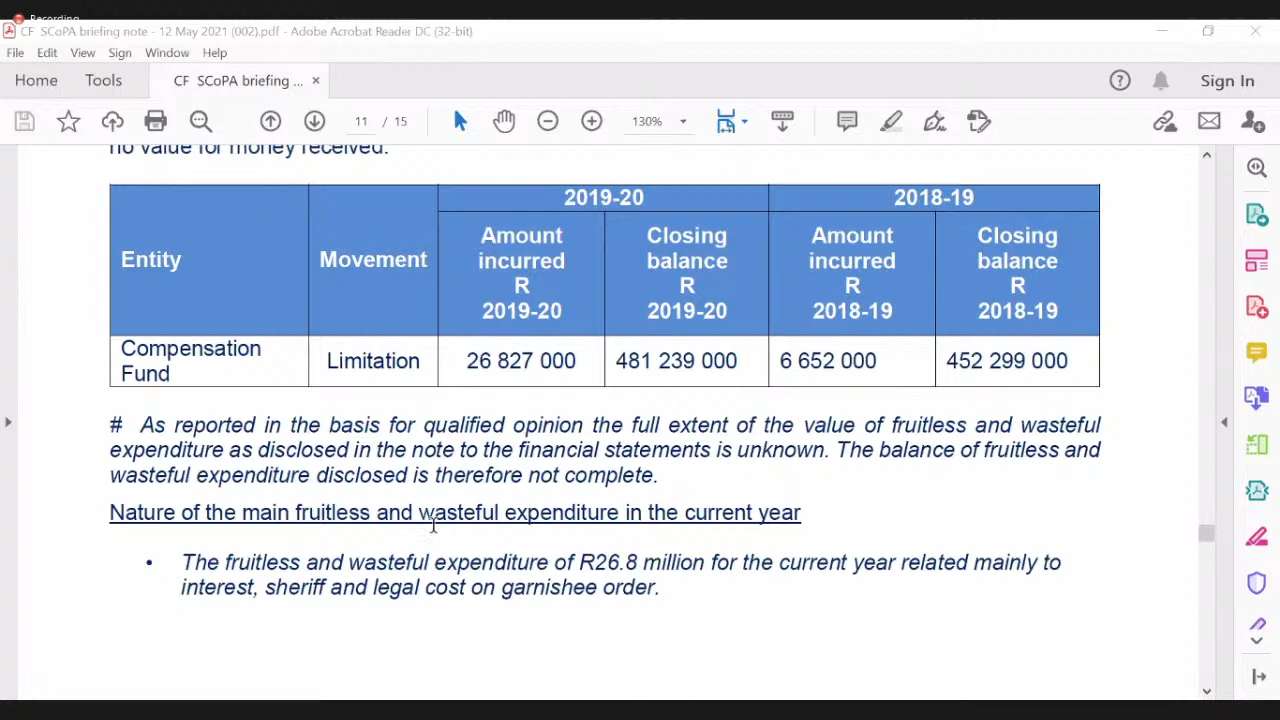 Recording
CF SCoPA briefing note - 12 May 2021 (002).pdf - Adobe Acrobat Reader DC (32-bit)
File Edit View Sign Window Help
Home Tools CF SCoPA briefing ... × Sign In
11 / 15 130%
no value for money received.
2019-20 2018-19
Entity Movement Amount incurred R 2019-20 Closing balance R 2019-20 Amount incurred R 2018-19 Closing balance R 2018-19
Compensation Fund Limitation 26 827 000 481 239 000 6 652 000 452 299 000
# As reported in the basis for qualified opinion the full extent of the value of fruitless and wasteful
expenditure as disclosed in the note to the financial statements is unknown. The balance of fruitless and
wasteful expenditure disclosed is therefore not complete.
Nature of the main fruitless and wasteful expenditure in the current year
• The fruitless and wasteful expenditure of R26.8 million for the current year related mainly to
interest, sheriff and legal cost on garnishee order.